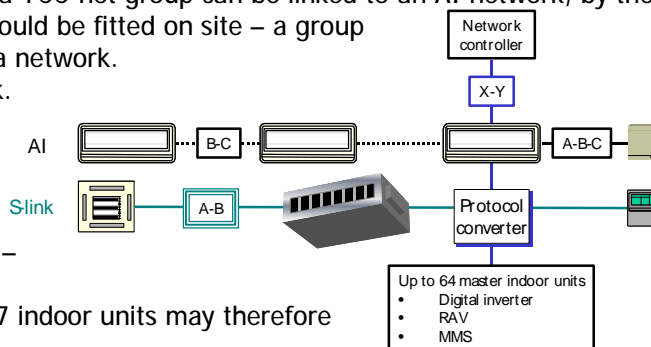 a TCC-net group can be linked to an AI network, by the
ould be fitted on site – a group
a network.
k.
Network
controller
X-Y
AI
B-C
A-B-C
S-link
A-B
Protocol
converter
–
Up to 64 master indoor units
• Digital inverter
• RAV
• MMS
7 indoor units may therefore